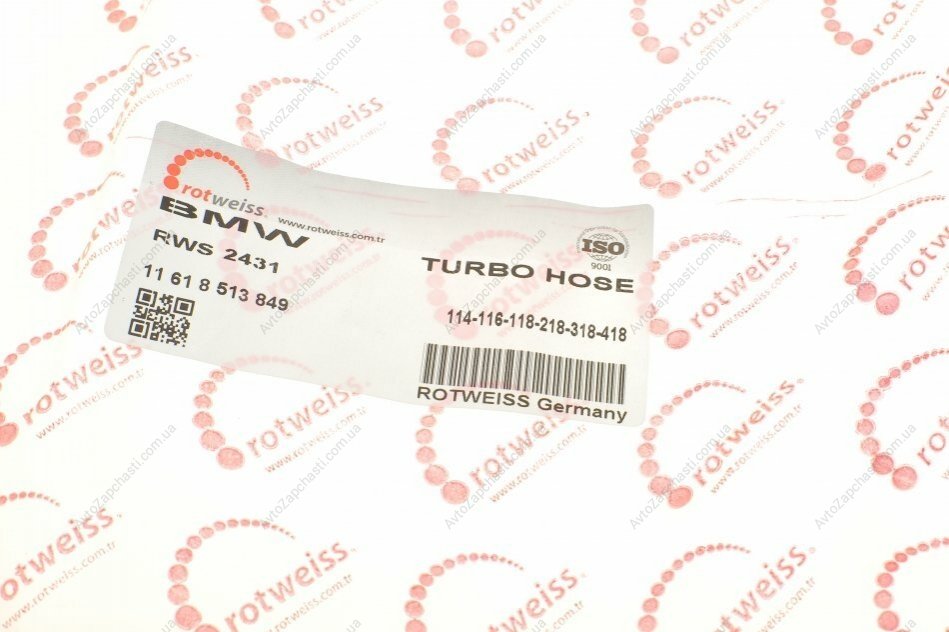 rotweiss
www.rotweiss.com.tr
BMW
RWS 2431
11 61 8 513 849
ISO
9001
TURBO HOSE
114-116-118-218-318-418
ROTWEISS Germany
rotweiss.
www.rotweiss.com.tr
AvtoZapchasti.com.ua